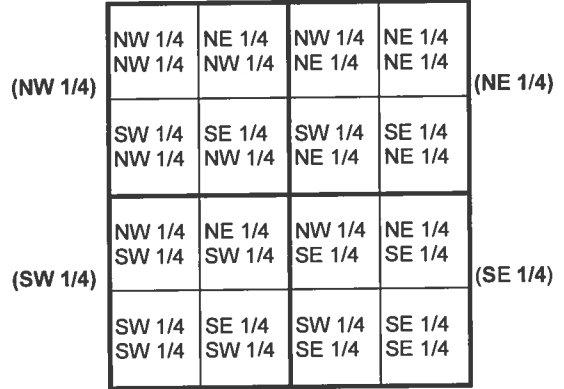 NW 1/4 NE 1/4 NW 1/4 NE 1/4
NW 1/4 NW 1/4 NE 1/4 NE 1/4
(NW 1/4) (NE 1/4)
SW 1/4 SE 1/4 SW 1/4 SE 1/4
NW 1/4 NW 1/4 NE 1/4 NE 1/4
NW 1/4 NE 1/4 NW 1/4 NE 1/4
SW 1/4 SW 1/4 SE 1/4 SE 1/4
(SW 1/4) (SE 1/4)
SW 1/4 SE 1/4 SW 1/4 SE 1/4
SW 1/4 SW 1/4 SE 1/4 SE 1/4